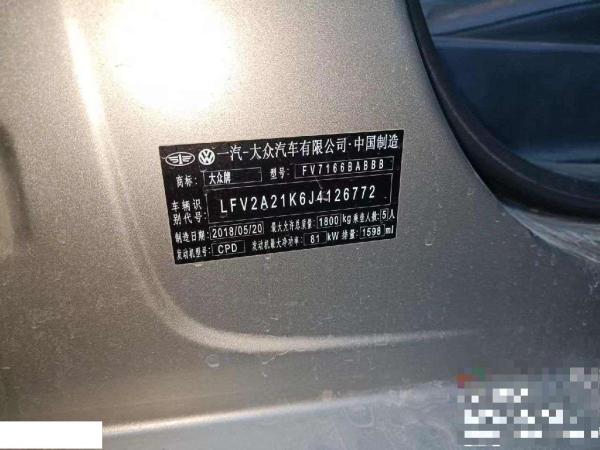 一汽-大众汽车有限公司·中国制造
商标: 大众牌 型号: FV7166BABBB
车辆识别代号: LFV2A21K6J4126772
制造日期: 2018/05/20 最大允许总质量: 1800 kg 乘坐人数: 5 人
发动机型号: CPD 发动机最大净功率: 81 kW 排量: 1598 ml